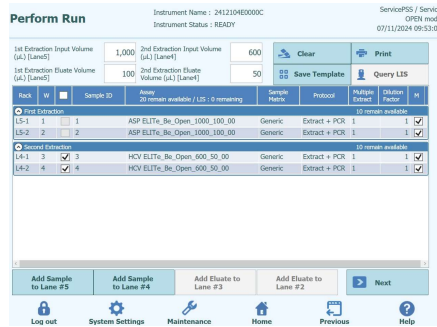 Perform Run
Instrument Name : 2412104E0000C
Instrument Status : READY
ServicePSS / Servic
OPEN mod
07/11/2024 09:53:0
1st Extraction Input Volume (µL) [Lane5] 1,000 2nd Extraction Input Volume (µL) [Lane4] 600 Clear Print
1st Extraction Eluate Volume (µL) [Lane5] 100 2nd Extraction Eluate Volume (µL) [Lane4] 50 Save Template Query LIS
Rack W Sample ID Assay 20 remain available / LIS : 0 remaining Sample Matrix Protocol Multiple Extract Dilution Factor M
First Extraction 10 remain available
L5-1 1 1 ASP ELITe_Be_Open_1000_100_00 Generic Extract + PCR 1 1
L5-2 2 2 ASP ELITe_Be_Open_1000_100_00 Generic Extract + PCR 1 1
Second Extraction 10 remain available
L4-1 3 3 HCV ELITe_Be_Open_600_50_00 Generic Extract + PCR 1 1
L4-2 4 4 HCV ELITe_Be_Open_600_50_00 Generic Extract + PCR 1 1
Add Sample to Lane #5 Add Sample to Lane #4 Add Eluate to Lane #3 Add Eluate to Lane #2 Next
Log out System Settings Maintenance Home Previous Help